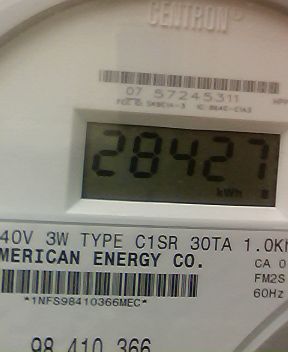 CENTRON®
07 57245311
28427
kWh
40V 3W TYPE C1SR 30TA 1.0Kh
MERICAN ENERGY CO.
CA 0
FM2S
60Hz
*1NFS98410366MEC*
98 410 366